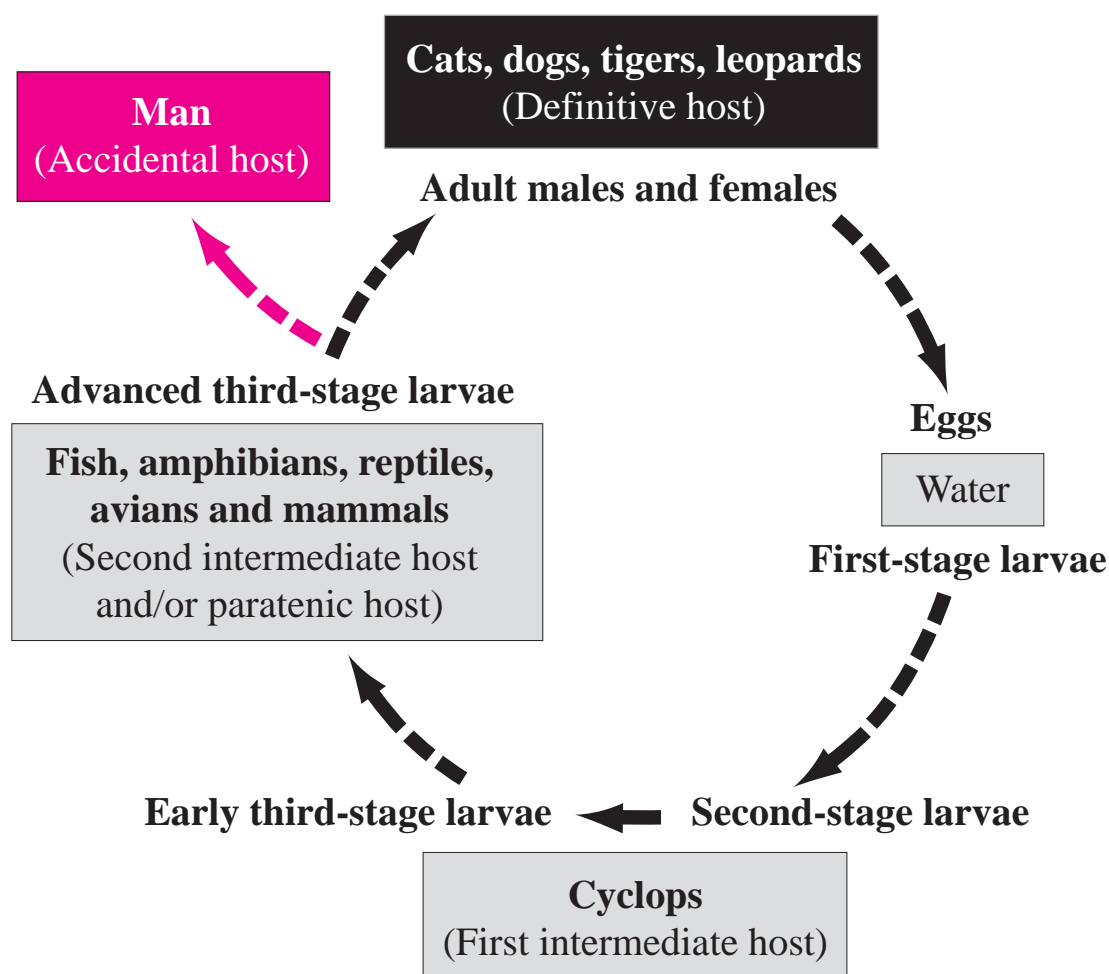 Cats, dogs, tigers, leopards
(Definitive host)
Man
(Accidental host)
Adult males and females
Advanced third-stage larvae
Eggs
Fish, amphibians, reptiles,
avians and mammals
(Second intermediate host
and/or paratenic host)
Water
First-stage larvae
Early third-stage larvae
Second-stage larvae
Cyclops
(First intermediate host)